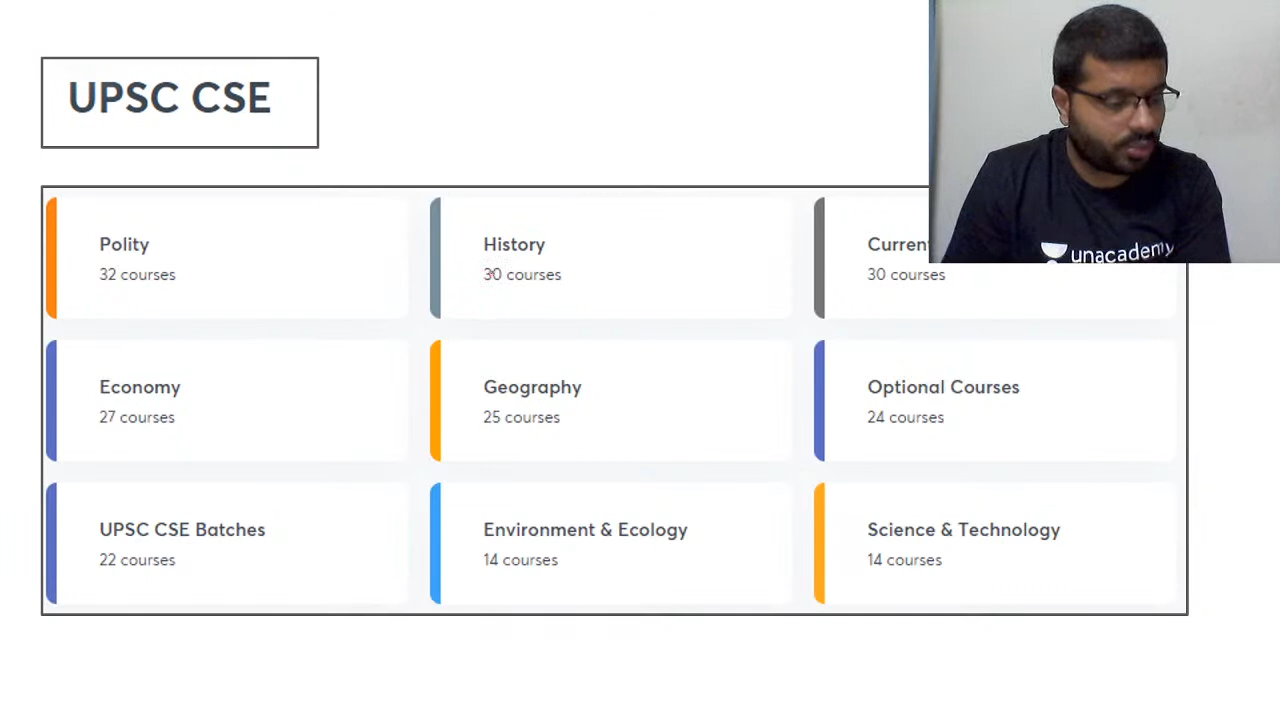 UPSC CSE
unacademy
Polity
32 courses
History
30 courses
Current
30 courses
Economy
27 courses
Geography
25 courses
Optional Courses
24 courses
UPSC CSE Batches
22 courses
Environment & Ecology
14 courses
Science & Technology
14 courses